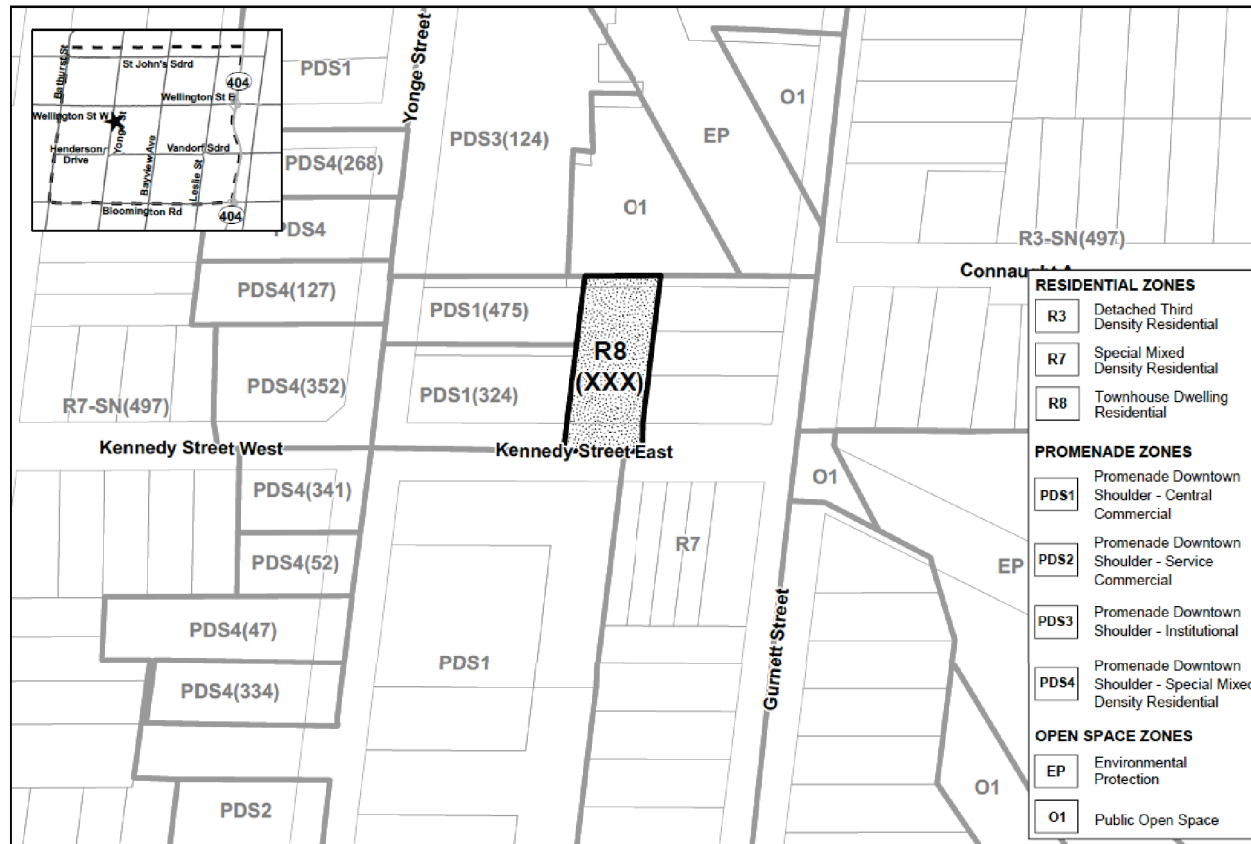 St John's Sdrd
Bathurst St
404
Wellington St E
Wellington St W
Yonge St
Henderson
Drive
Bayview Ave
Vandorf Sdrd
Leslie St
Bloomington Rd
404
PDS1
Yonge Street
PDS3(124)
O1
EP
PDS4(268)
O1
PDS4
R3-SN(497)
Connaught A
PDS4(127)
PDS1(475)
R8
(XXX)
PDS4(352)
PDS1(324)
R7-SN(497)
Kennedy Street West
Kennedy Street East
PDS4(341)
O1
R7
PDS4(52)
EP
PDS4(47)
PDS1
Gurnett Street
PDS4(334)
PDS2
O1
RESIDENTIAL ZONES
R3 Detached Third
Density Residential
R7 Special Mixed
Density Residential
R8 Townhouse Dwelling
Residential
PROMENADE ZONES
PDS1 Promenade Downtown
Shoulder - Central
Commercial
PDS2 Promenade Downtown
Shoulder - Service
Commercial
PDS3 Promenade Downtown
Shoulder - Institutional
PDS4 Promenade Downtown
Shoulder - Special Mixed
Density Residential
OPEN SPACE ZONES
EP Environmental
Protection
O1 Public Open Space